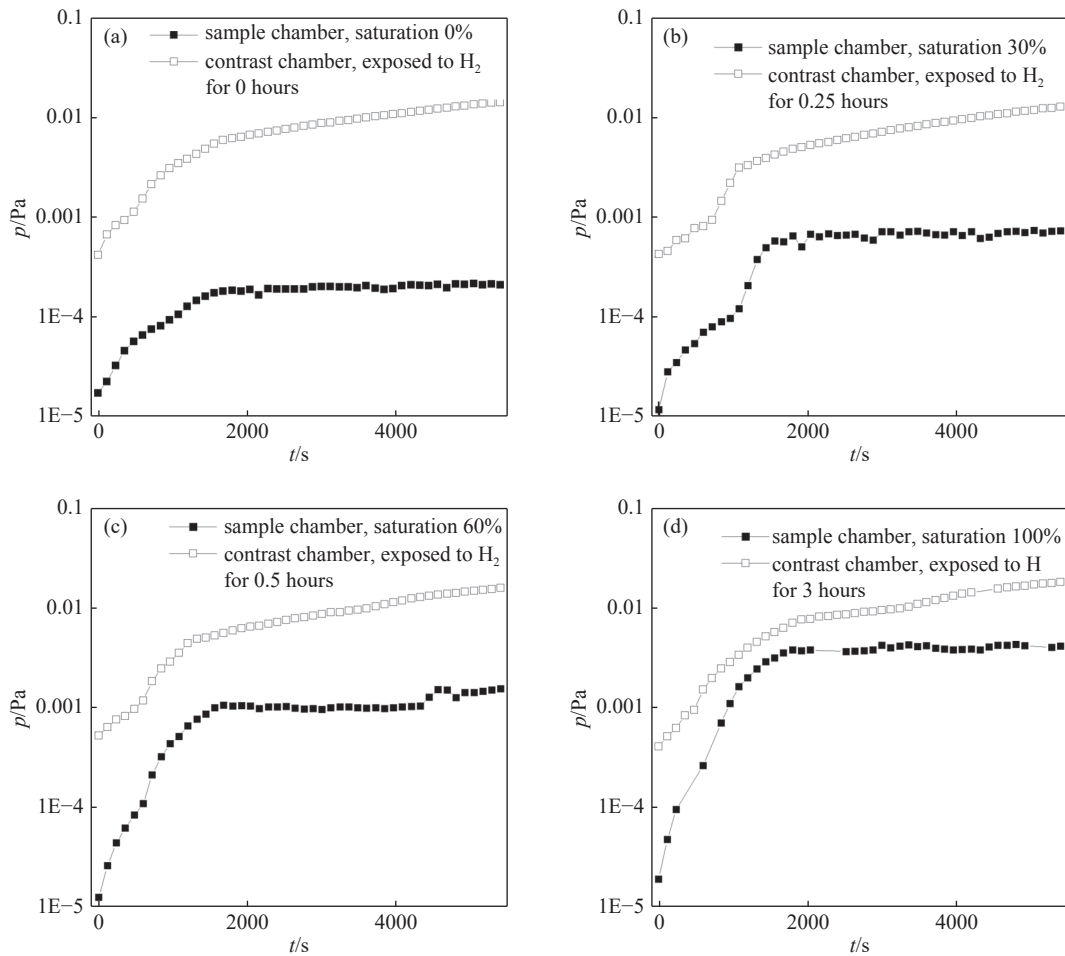 0.1
(a)
sample chamber, saturation 0%
contrast chamber, exposed to H₂
for 0 hours
0.01
p/Pa
0.001
1E−4
1E−5
0
2000
4000
t/s
0.1
(b)
sample chamber, saturation 30%
contrast chamber, exposed to H₂
for 0.25 hours
0.01
p/Pa
0.001
1E−4
1E−5
0
2000
4000
t/s
0.1
(c)
sample chamber, saturation 60%
contrast chamber, exposed to H₂
for 0.5 hours
0.01
p/Pa
0.001
1E−4
1E−5
0
2000
4000
t/s
0.1
(d)
sample chamber, saturation 100%
contrast chamber, exposed to H
for 3 hours
0.01
p/Pa
0.001
1E−4
1E−5
0
2000
4000
t/s